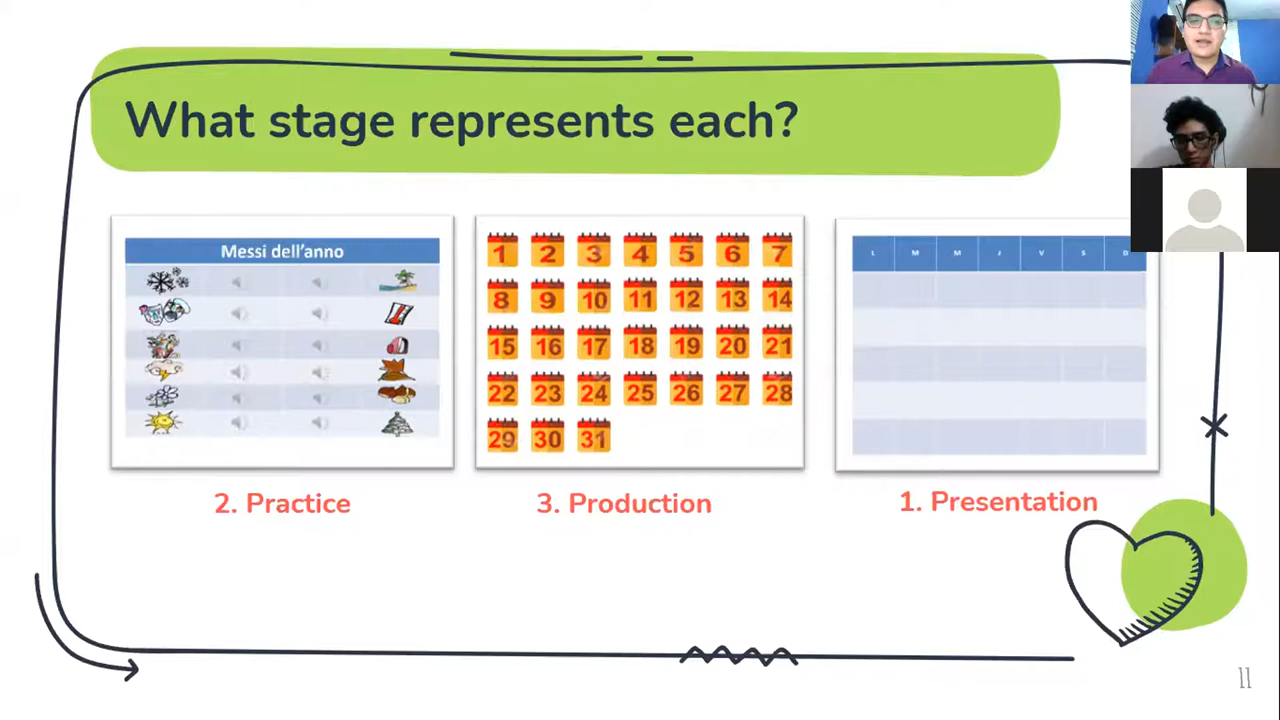 What stage represents each?
Messi dell'anno
1 2 3 4 5 6 7
8 9 10 11 12 13 14
15 16 17 18 19 20 21
22 23 24 25 26 27 28
29 30 31
L M M J V S D
2. Practice
3. Production
1. Presentation
11